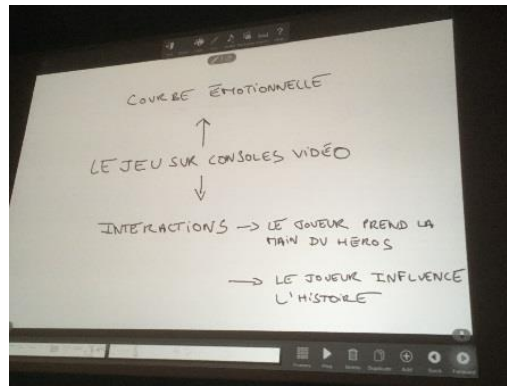 COURBE ÉMOTIONNELLE
LE JEU SUR CONSOLES VIDÉO
INTERACTIONS → LE JOUEUR PREND LA
MAIN DU HÉROS
→ LE JOUEUR INFLUENCE
L'HISTOIRE